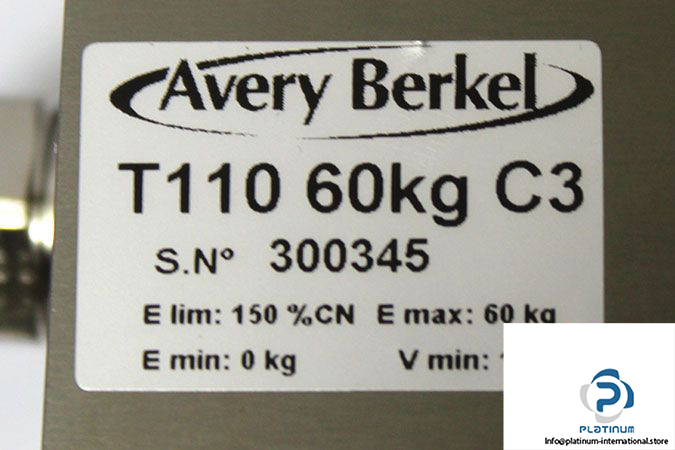 Avery Berkel
T110 60kg C3
S.N° 300345
E lim: 150 %CN E max: 60 kg
E min: 0 kg V min:
PLATINUM
Info@platinum-international.store